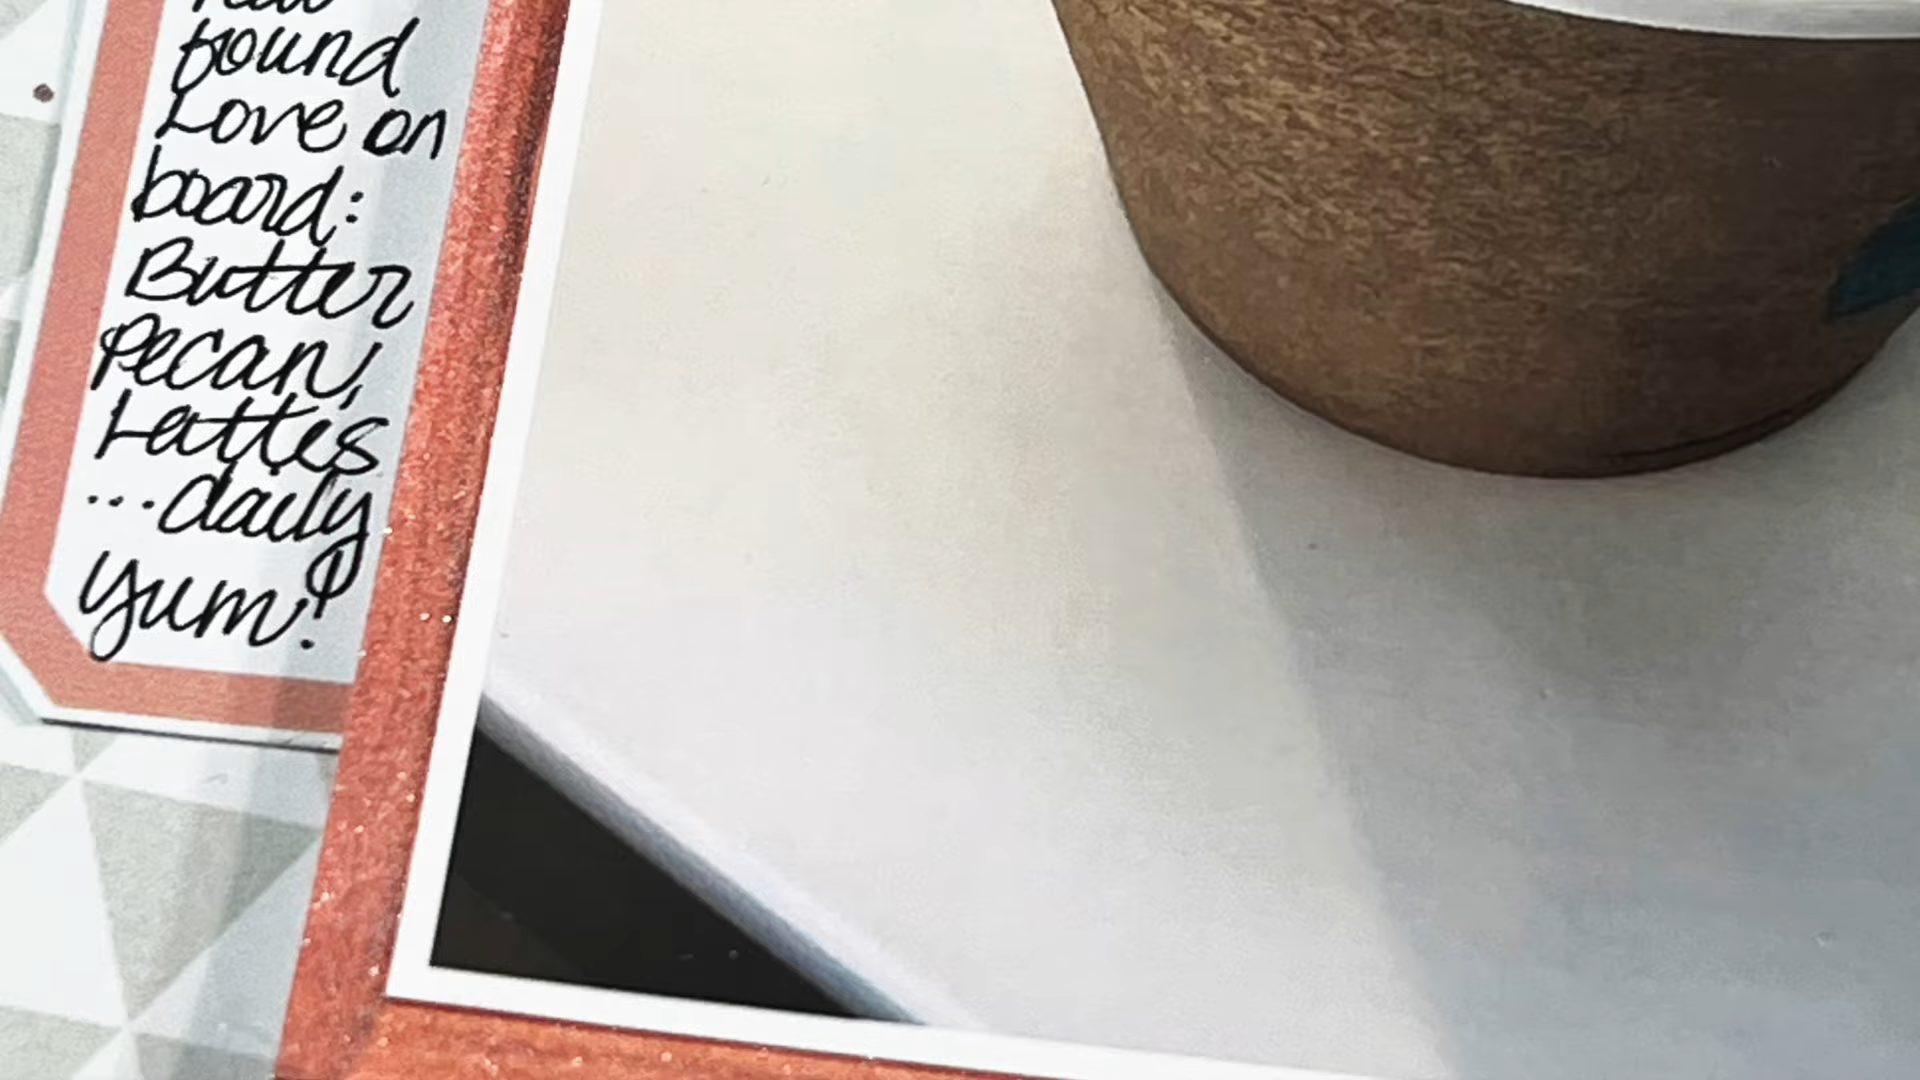 found
Love on
board:
Butter
Pecan,
Lattes
...daily
yum!